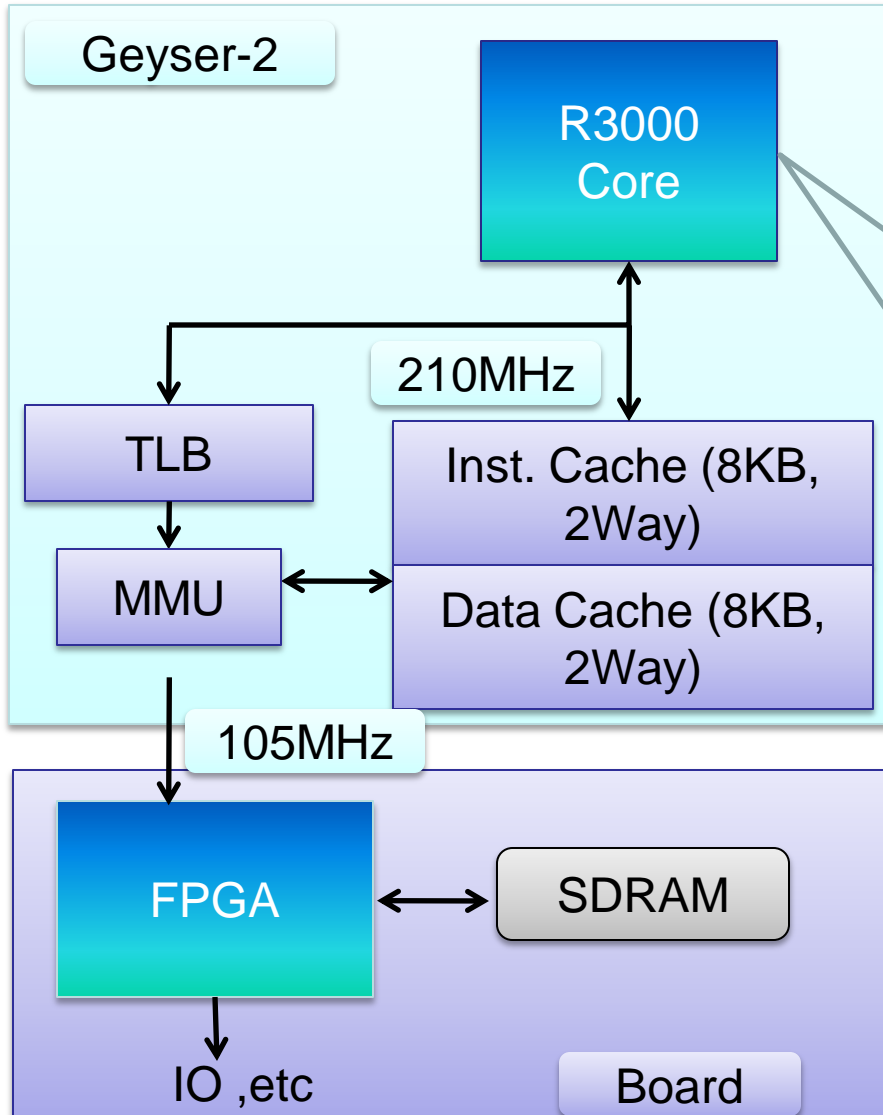 Geyser-2
R3000
Core
210MHz
TLB
Inst. Cache (8KB,
2Way)
MMU
Data Cache (8KB,
2Way)
105MHz
FPGA
SDRAM
IO ,etc
Board